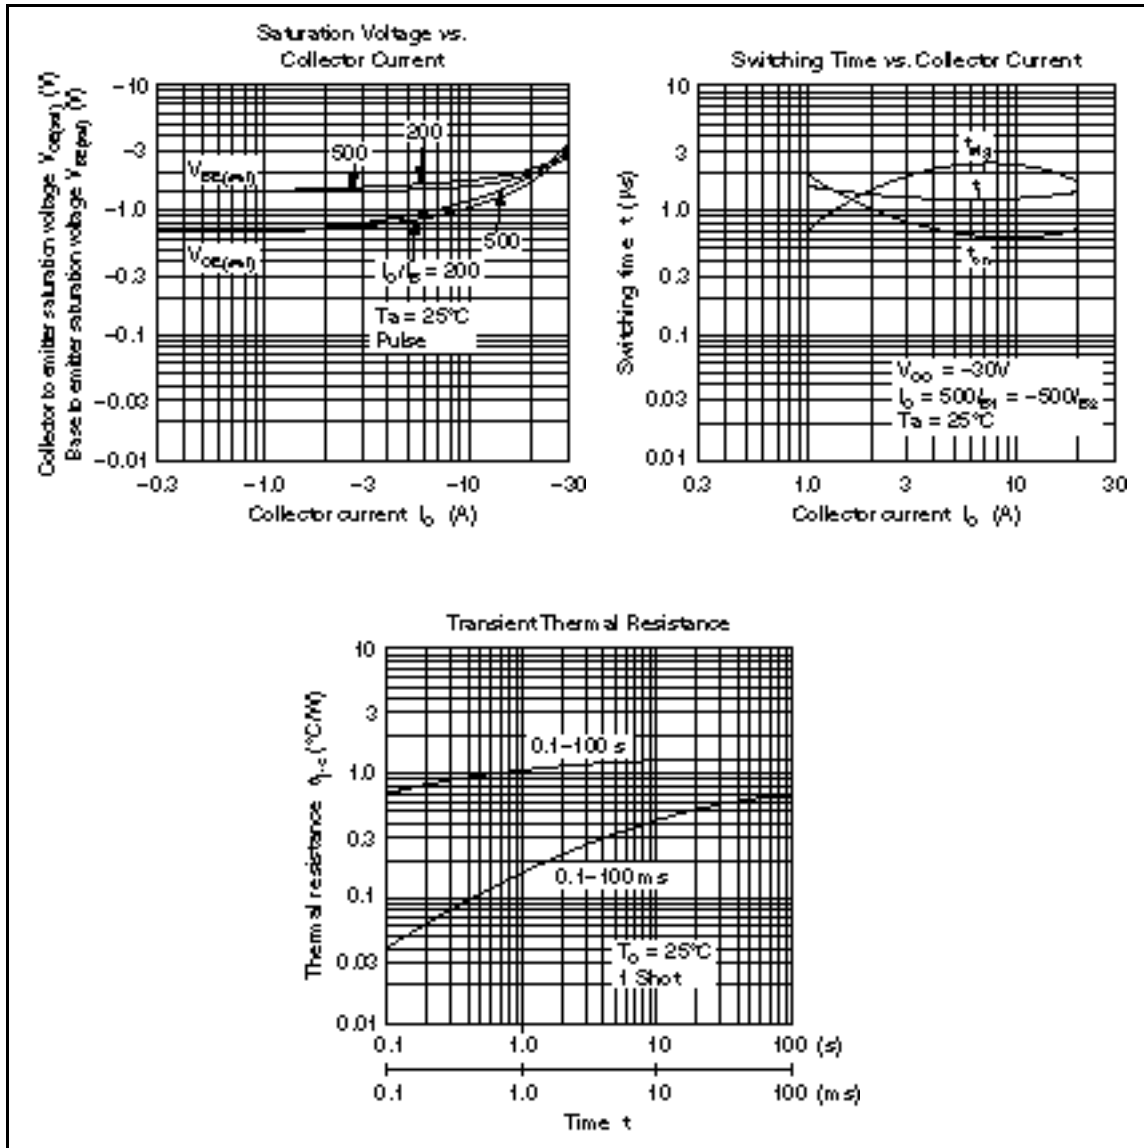 Saturation Voltage vs.
Collector Current
Collector to emitter saturation voltage V_CE(sat) (V)
Base to emitter saturation voltage V_BE(sat) (V)
−10
−3
−1.0
−0.3
−0.1
−0.03
−0.01
200
500
V_BE(sat)
V_CE(sat)
500
I_C/I_B = 200
Ta = 25°C
Pulse
−0.3 −1.0 −3 −10 −30
Collector current I_C (A)
Switching Time vs. Collector Current
Switching time t (μs)
10
3
1.0
0.3
0.1
0.03
0.01
t_stg
t_on
V_CC = −30V
I_C = 500I_B1 = −500I_B2
Ta = 25°C
0.3 1.0 3 10 30
Collector current I_C (A)
Transient Thermal Resistance
Thermal resistance θ_j-c (°C/W)
10
3
1.0
0.3
0.1
0.03
0.01
0.1–100 s
0.1–100 ms
T_C = 25°C
1 Shot
0.1 1.0 10 100 (s)
0.1 1.0 10 100 (ms)
Time t